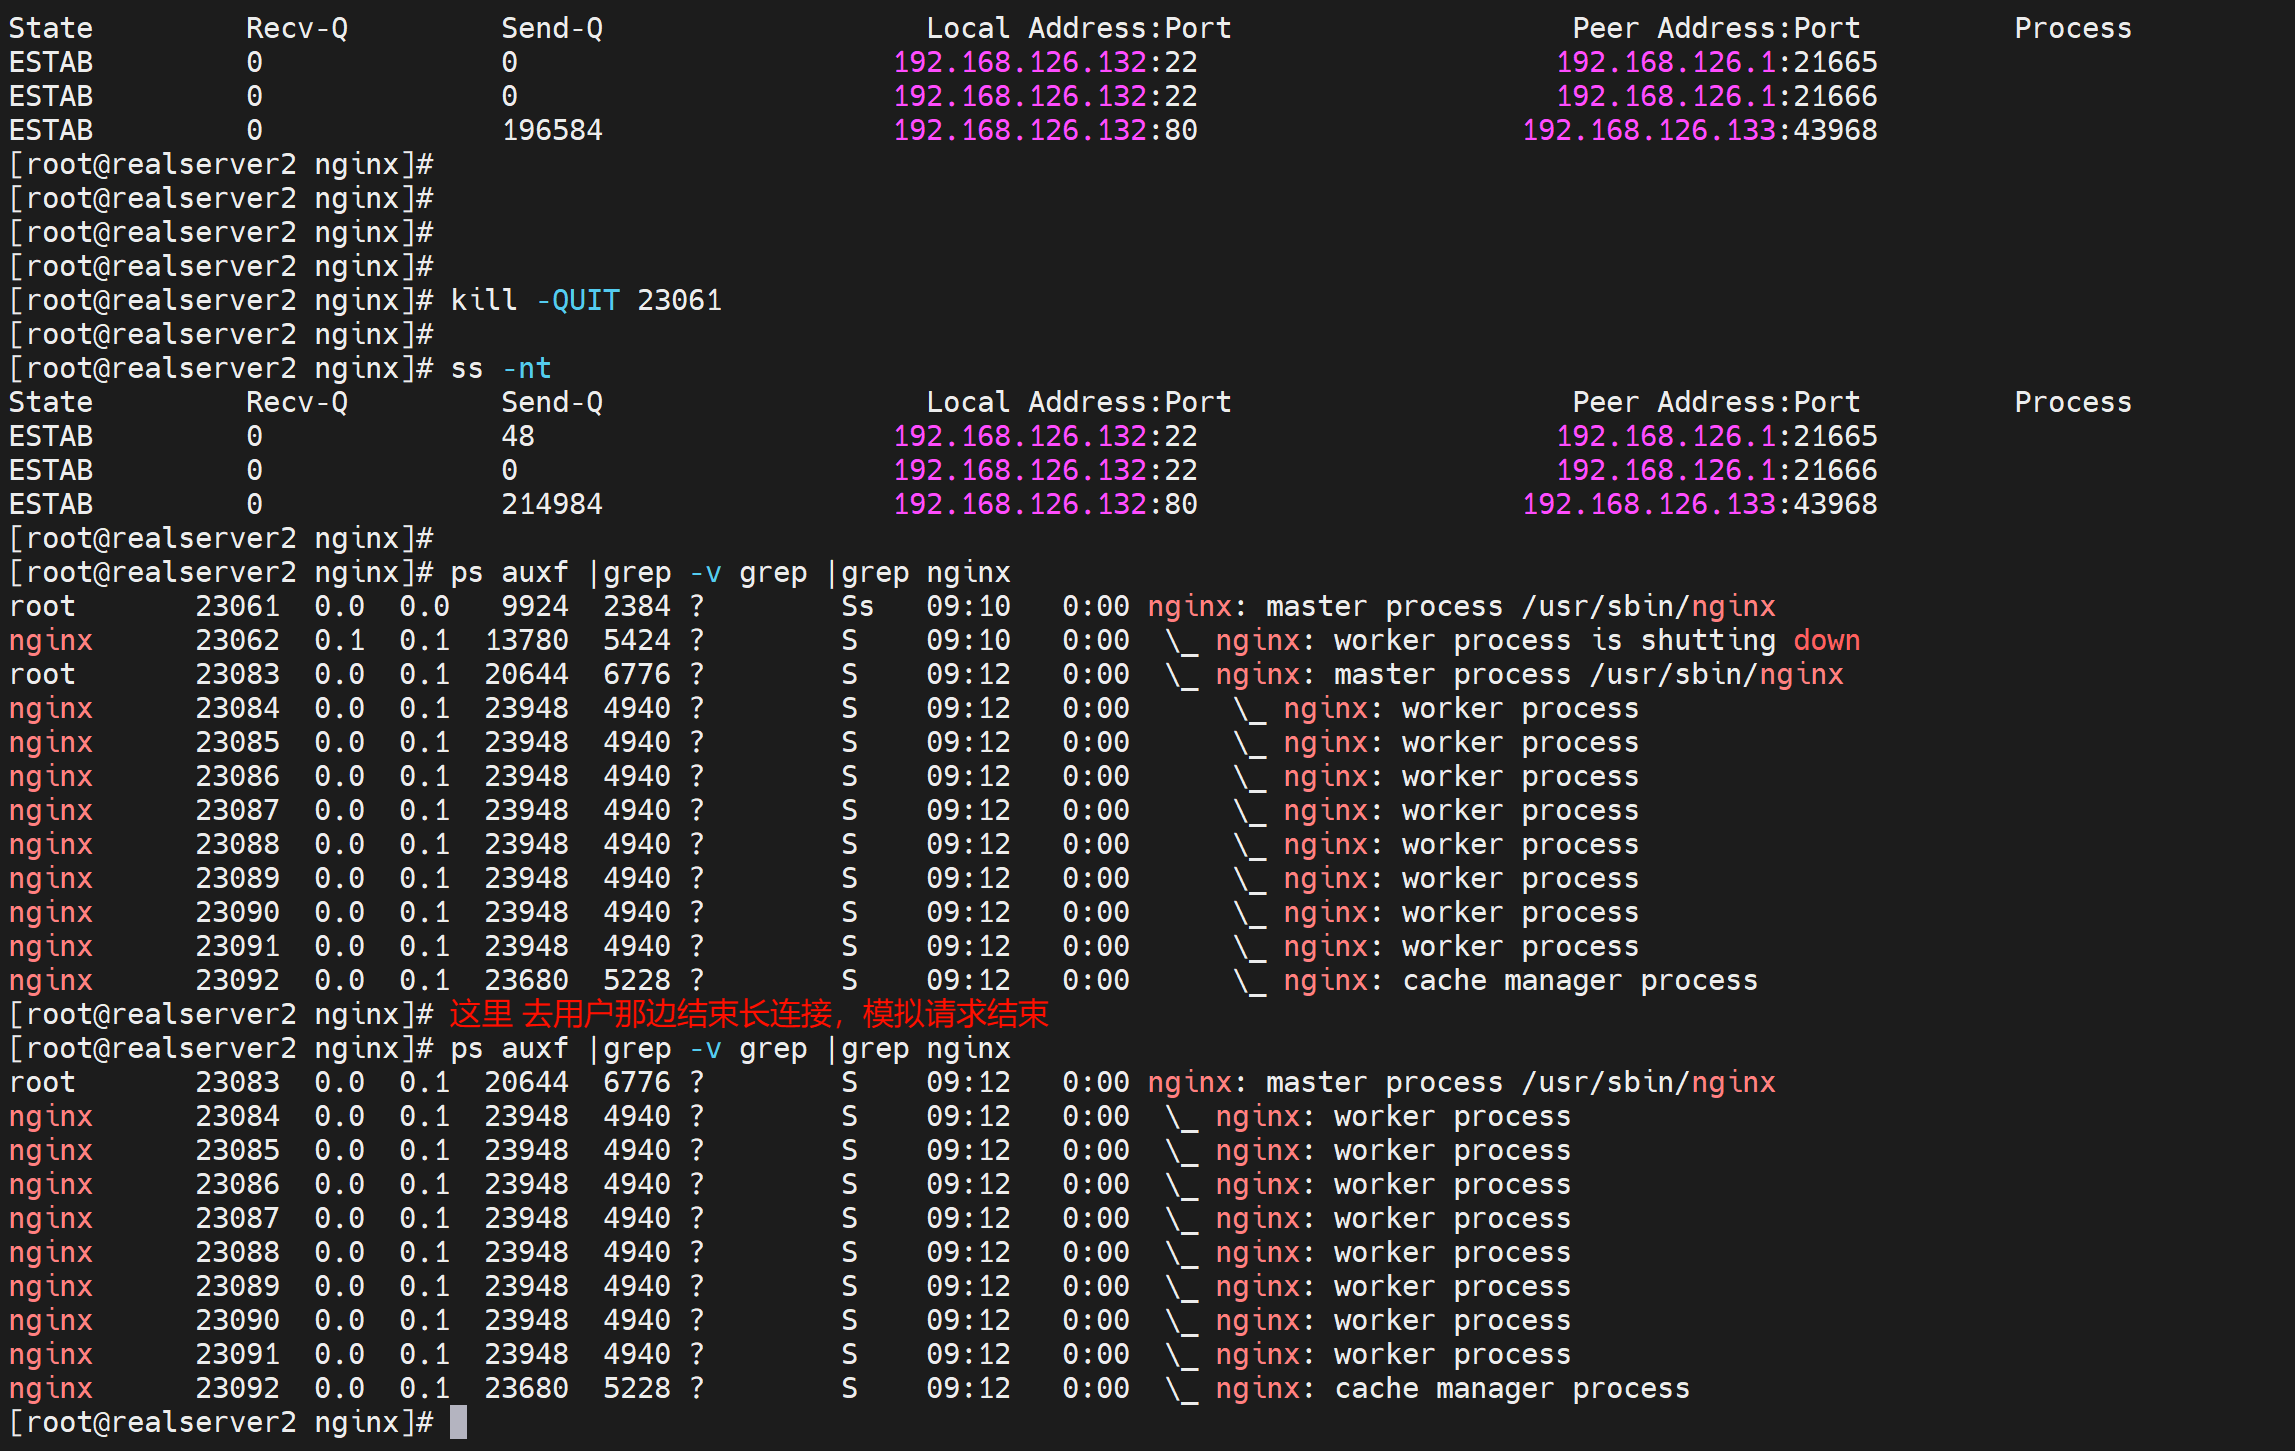 State Recv-Q Send-Q Local Address:Port Peer Address:Port Process
ESTAB 0 0 192.168.126.132:22 192.168.126.1:21665
ESTAB 0 0 192.168.126.132:22 192.168.126.1:21666
ESTAB 0 196584 192.168.126.132:80 192.168.126.133:43968
[root@realserver2 nginx]#
[root@realserver2 nginx]#
[root@realserver2 nginx]#
[root@realserver2 nginx]#
[root@realserver2 nginx]# kill -QUIT 23061
[root@realserver2 nginx]#
[root@realserver2 nginx]# ss -nt
State Recv-Q Send-Q Local Address:Port Peer Address:Port Process
ESTAB 0 48 192.168.126.132:22 192.168.126.1:21665
ESTAB 0 0 192.168.126.132:22 192.168.126.1:21666
ESTAB 0 214984 192.168.126.132:80 192.168.126.133:43968
[root@realserver2 nginx]#
[root@realserver2 nginx]# ps auxf |grep -v grep |grep nginx
root 23061 0.0 0.0 9924 2384 ? Ss 09:10 0:00 nginx: master process /usr/sbin/nginx
nginx 23062 0.1 0.1 13780 5424 ? S 09:10 0:00 \_ nginx: worker process is shutting down
root 23083 0.0 0.1 20644 6776 ? S 09:12 0:00 \_ nginx: master process /usr/sbin/nginx
nginx 23084 0.0 0.1 23948 4940 ? S 09:12 0:00 \_ nginx: worker process
nginx 23085 0.0 0.1 23948 4940 ? S 09:12 0:00 \_ nginx: worker process
nginx 23086 0.0 0.1 23948 4940 ? S 09:12 0:00 \_ nginx: worker process
nginx 23087 0.0 0.1 23948 4940 ? S 09:12 0:00 \_ nginx: worker process
nginx 23088 0.0 0.1 23948 4940 ? S 09:12 0:00 \_ nginx: worker process
nginx 23089 0.0 0.1 23948 4940 ? S 09:12 0:00 \_ nginx: worker process
nginx 23090 0.0 0.1 23948 4940 ? S 09:12 0:00 \_ nginx: worker process
nginx 23091 0.0 0.1 23948 4940 ? S 09:12 0:00 \_ nginx: worker process
nginx 23092 0.0 0.1 23680 5228 ? S 09:12 0:00 \_ nginx: cache manager process
[root@realserver2 nginx]# 这里 去用户那边结束长连接，模拟请求结束
[root@realserver2 nginx]# ps auxf |grep -v grep |grep nginx
root 23083 0.0 0.1 20644 6776 ? S 09:12 0:00 nginx: master process /usr/sbin/nginx
nginx 23084 0.0 0.1 23948 4940 ? S 09:12 0:00 \_ nginx: worker process
nginx 23085 0.0 0.1 23948 4940 ? S 09:12 0:00 \_ nginx: worker process
nginx 23086 0.0 0.1 23948 4940 ? S 09:12 0:00 \_ nginx: worker process
nginx 23087 0.0 0.1 23948 4940 ? S 09:12 0:00 \_ nginx: worker process
nginx 23088 0.0 0.1 23948 4940 ? S 09:12 0:00 \_ nginx: worker process
nginx 23089 0.0 0.1 23948 4940 ? S 09:12 0:00 \_ nginx: worker process
nginx 23090 0.0 0.1 23948 4940 ? S 09:12 0:00 \_ nginx: worker process
nginx 23091 0.0 0.1 23948 4940 ? S 09:12 0:00 \_ nginx: worker process
nginx 23092 0.0 0.1 23680 5228 ? S 09:12 0:00 \_ nginx: cache manager process
[root@realserver2 nginx]#